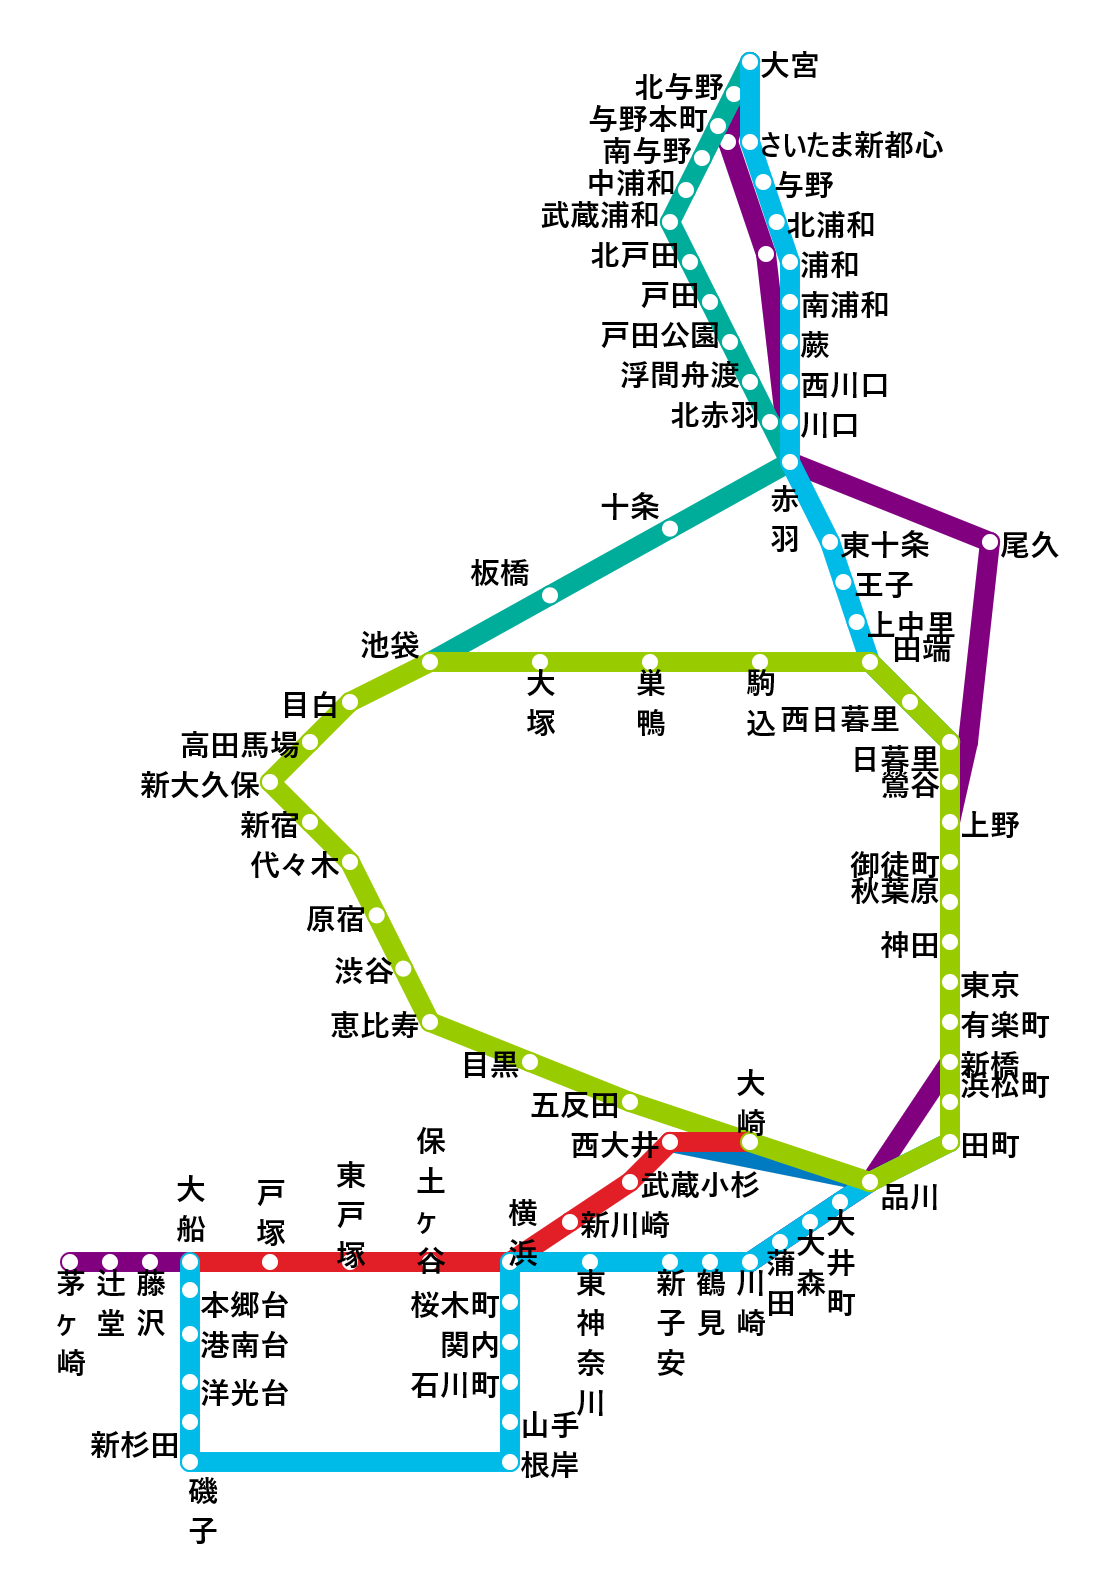 大宮
北与野
与野本町
さいたま新都心
南与野
中浦和
与野
武蔵浦和
北浦和
北戸田
浦和
戸田
南浦和
戸田公園
蕨
浮間舟渡
西川口
北赤羽
川口
赤羽
十条
東十条
尾久
板橋
王子
上中里
池袋
田端
大塚
巣鴨
駒込
目白
西日暮里
高田馬場
日暮里
新大久保
鶯谷
新宿
上野
代々木
御徒町
秋葉原
原宿
神田
渋谷
東京
恵比寿
有楽町
目黒
新橋
浜松町
大崎
五反田
西大井
田町
武蔵小杉
品川
新川崎
大船
戸塚
東戸塚
保土ヶ谷
横浜
大井町
大森
蒲田
茅ヶ崎
辻堂
藤沢
本郷台
桜木町
東神奈川
新子安
鶴見
川崎
港南台
関内
洋光台
石川町
新杉田
山手
根岸
磯子